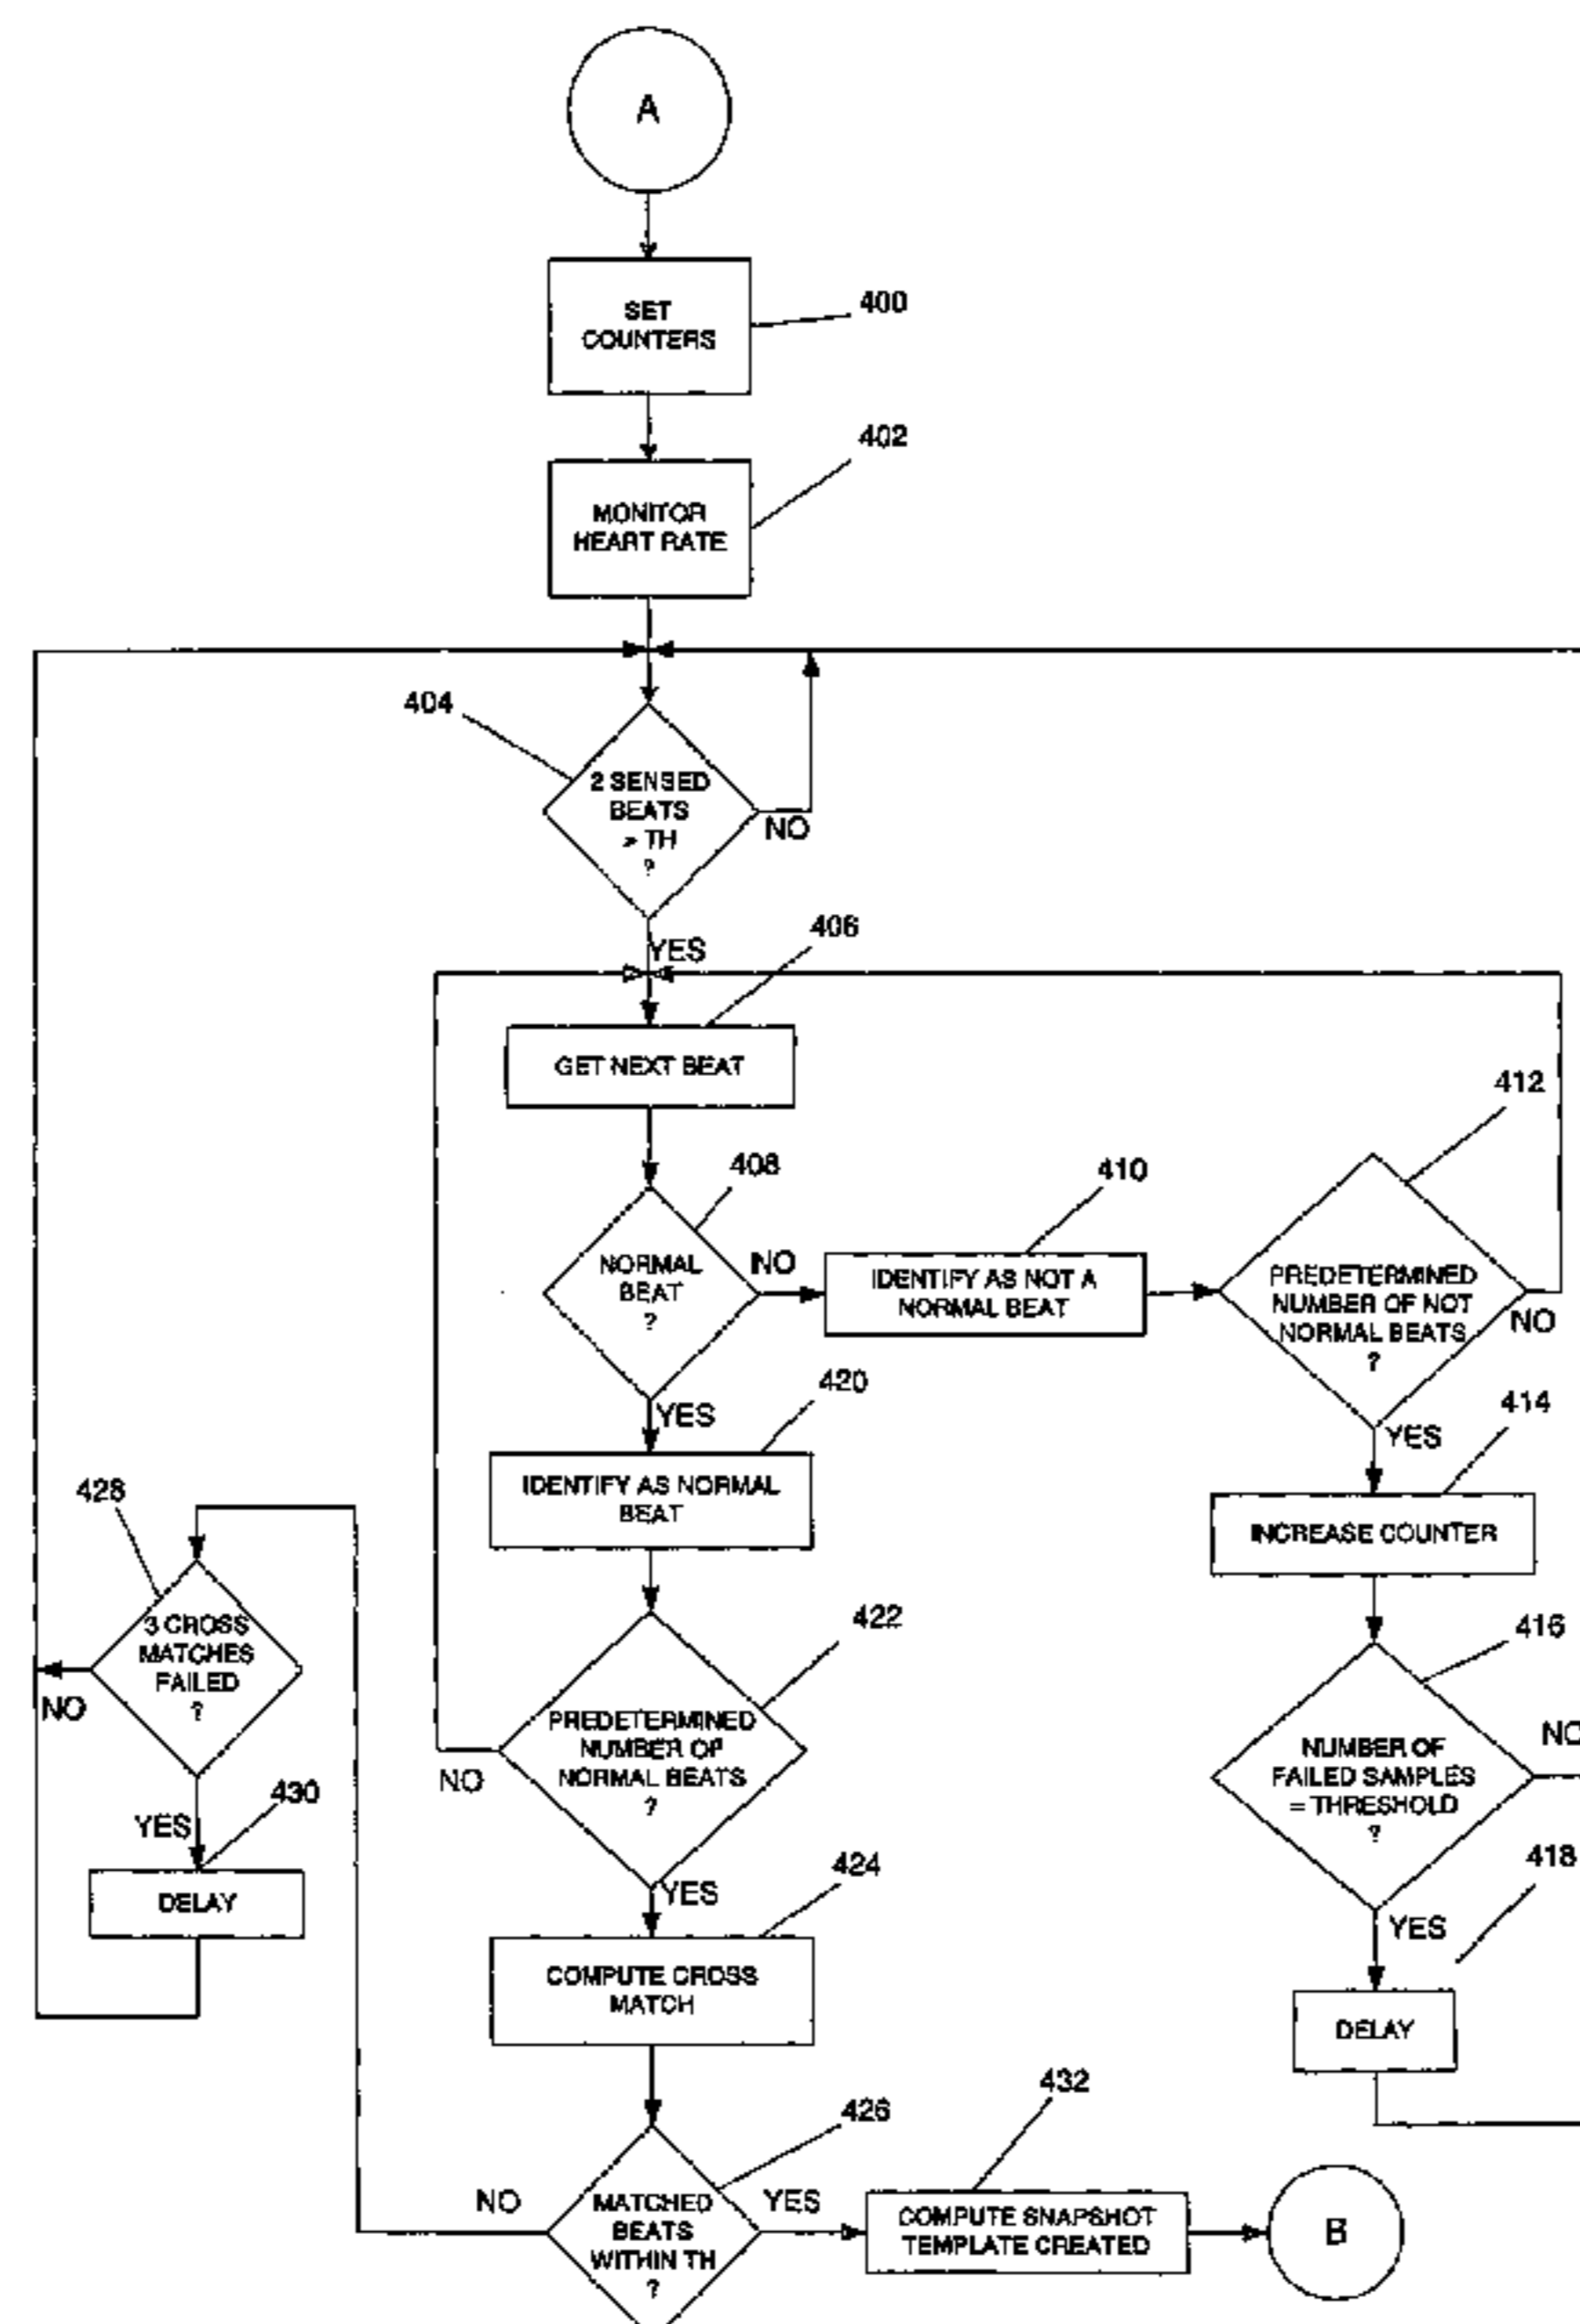 A
SET
COUNTERS
400
402
MONITOR
HEART RATE
404
2 SENSED
BEATS
> TH
?
NO
YES
406
GET NEXT BEAT
408
NORMAL
BEAT
?
NO
410
IDENTIFY AS NOT A
NORMAL BEAT
412
PREDETERMINED
NUMBER OF NOT
NORMAL BEATS
?
NO
YES
414
INCREASE COUNTER
416
NUMBER OF
FAILED SAMPLES
= THRESHOLD
?
NO
YES
418
DELAY
YES
420
IDENTIFY AS NORMAL
BEAT
422
PREDETERMINED
NUMBER OF
NORMAL BEATS
?
NO
YES
424
COMPUTE CROSS
MATCH
426
MATCHED
BEATS
WITHIN TH
?
NO
YES
428
3 CROSS
MATCHES
FAILED
?
NO
YES
430
DELAY
432
COMPUTE SNAPSHOT
TEMPLATE CREATED
B